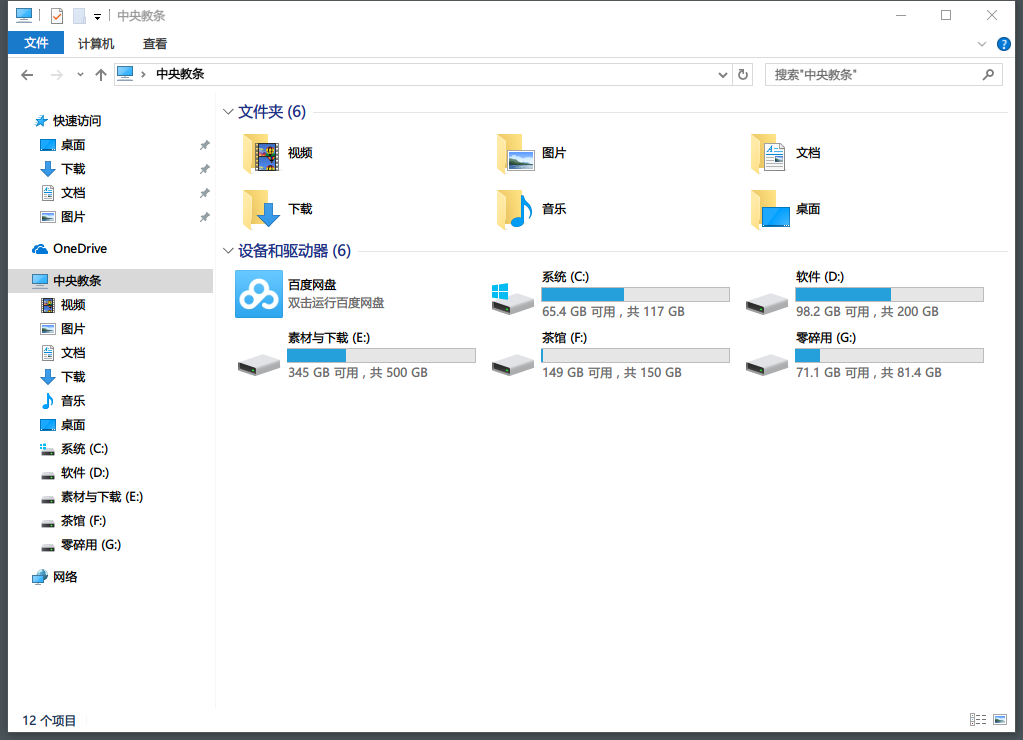 中央教条
文件 计算机 查看
中央教条
搜索"中央教条"
快速访问
桌面
下载
文档
图片
OneDrive
中央教条
视频
图片
文档
下载
音乐
桌面
系统 (C:)
软件 (D:)
素材与下载 (E:)
茶馆 (F:)
零碎用 (G:)
网络
文件夹 (6)
视频
图片
文档
下载
音乐
桌面
设备和驱动器 (6)
百度网盘
双击运行百度网盘
系统 (C:)
65.4 GB 可用，共 117 GB
软件 (D:)
98.2 GB 可用，共 200 GB
素材与下载 (E:)
345 GB 可用，共 500 GB
茶馆 (F:)
149 GB 可用，共 150 GB
零碎用 (G:)
71.1 GB 可用，共 81.4 GB
12 个项目